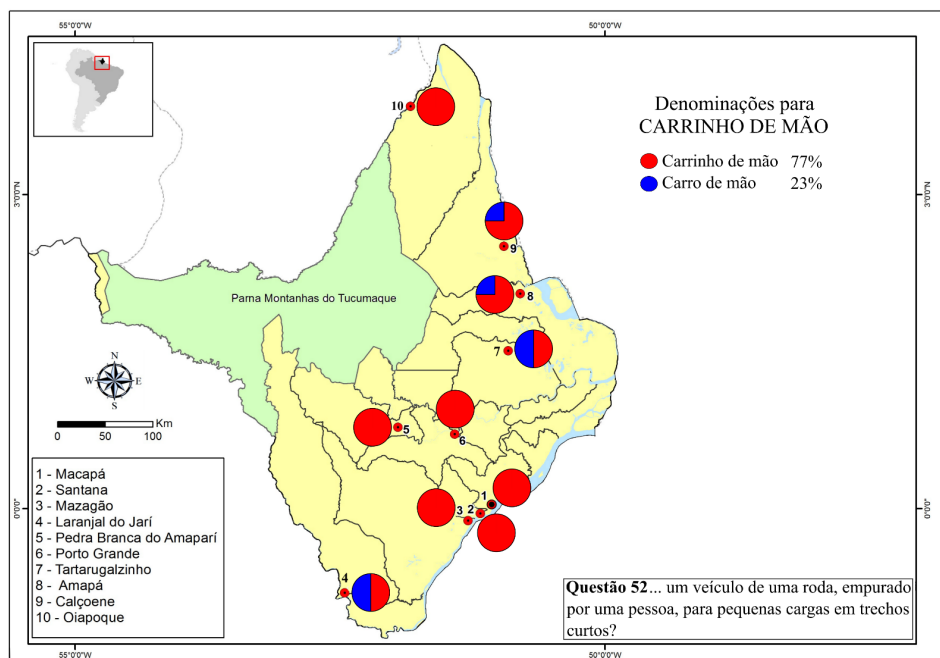 55°0'0"W
50°0'0"W
Denominações para
CARRINHO DE MÃO
Carrinho de mão 77%
Carro de mão 23%
3°0'0"N
3°0'0"N
10
9
8
7
Parna Montanhas do Tucumaque
N
W
E
S
0
50
100
Km
5
6
1
2
3
4
0°0'0"
0°0'0"
1 - Macapá
2 - Santana
3 - Mazagão
4 - Laranjal do Jarí
5 - Pedra Branca do Amaparí
6 - Porto Grande
7 - Tartarugalzinho
8 - Amapá
9 - Calçoene
10 - Oiapoque
Questão 52... um veículo de uma roda, empurado
por uma pessoa, para pequenas cargas em trechos
curtos?
55°0'0"W
50°0'0"W